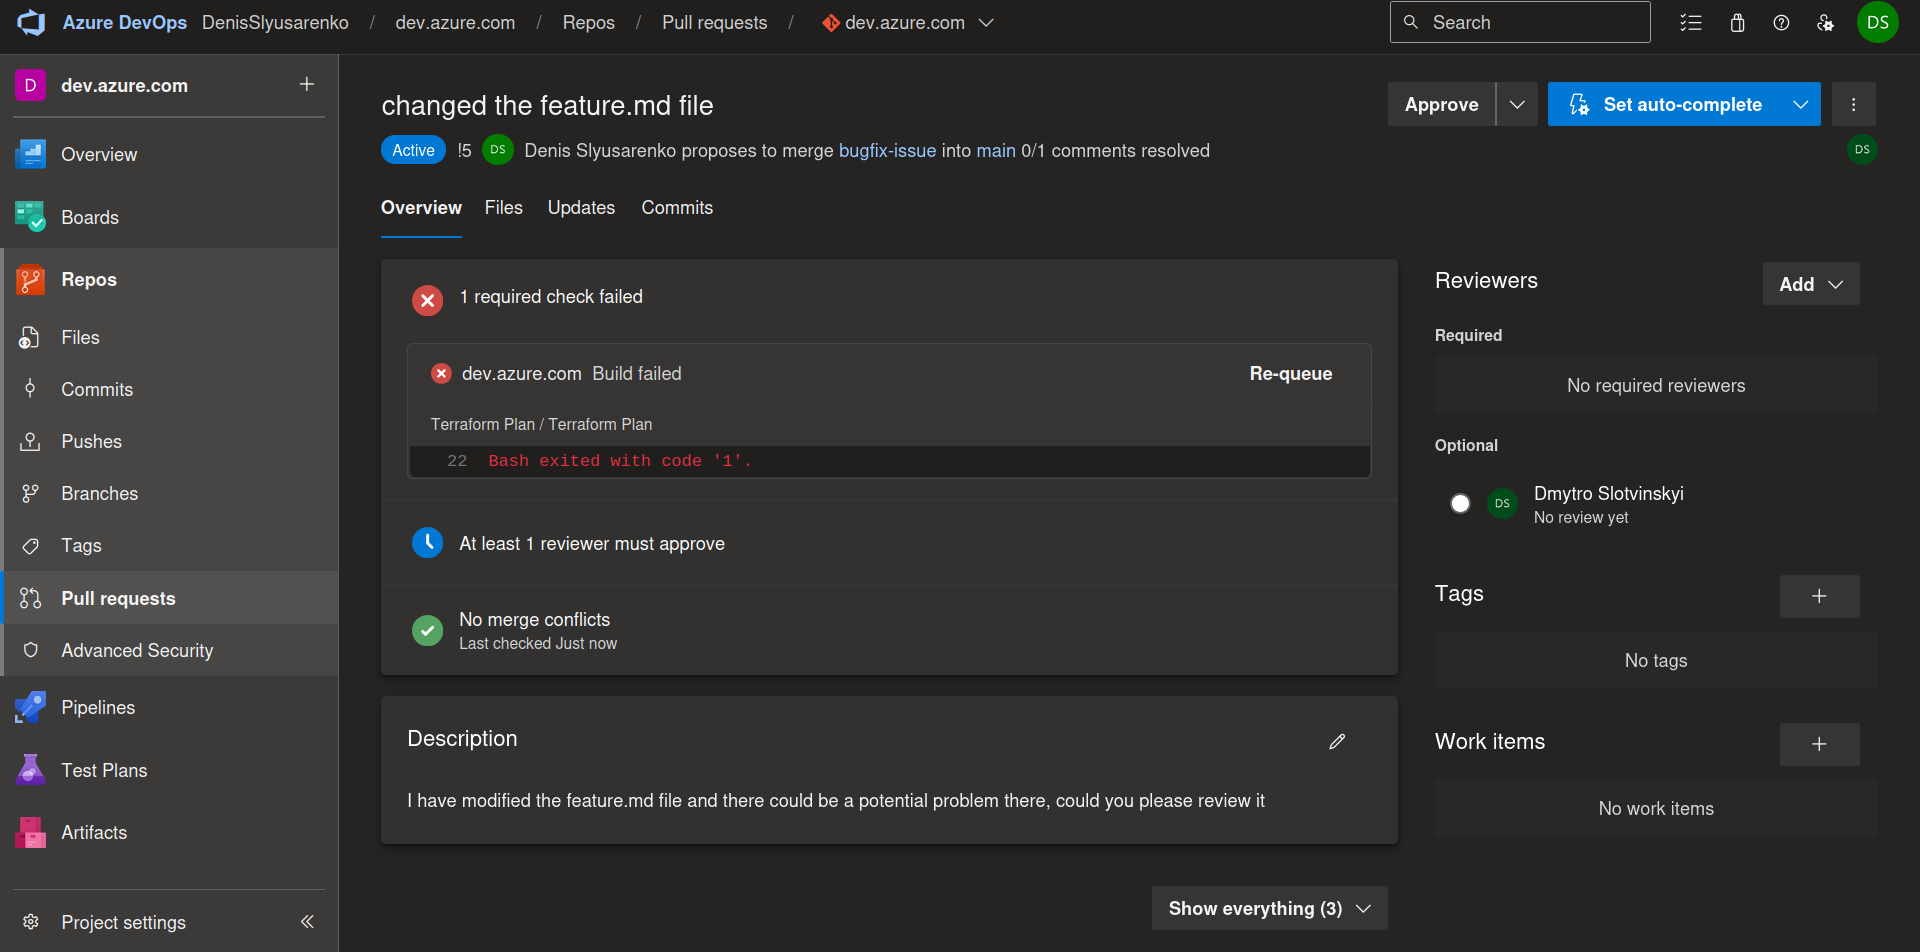 Azure DevOps DenisSlyusarenko / dev.azure.com / Repos / Pull requests / dev.azure.com
Search
DS
D dev.azure.com
Overview
Boards
Repos
Files
Commits
Pushes
Branches
Tags
Pull requests
Advanced Security
Pipelines
Test Plans
Artifacts
Project settings
changed the feature.md file
Approve
Set auto-complete
Active !5 DS Denis Slyusarenko proposes to merge bugfix-issue into main 0/1 comments resolved
DS
Overview Files Updates Commits
1 required check failed
dev.azure.com Build failed
Re-queue
Terraform Plan / Terraform Plan
22 Bash exited with code '1'.
At least 1 reviewer must approve
No merge conflicts
Last checked Just now
Description
I have modified the feature.md file and there could be a potential problem there, could you please review it
Show everything (3)
Reviewers
Add
Required
No required reviewers
Optional
DS
Dmytro Slotvinskyi
No review yet
Tags
No tags
Work items
No work items